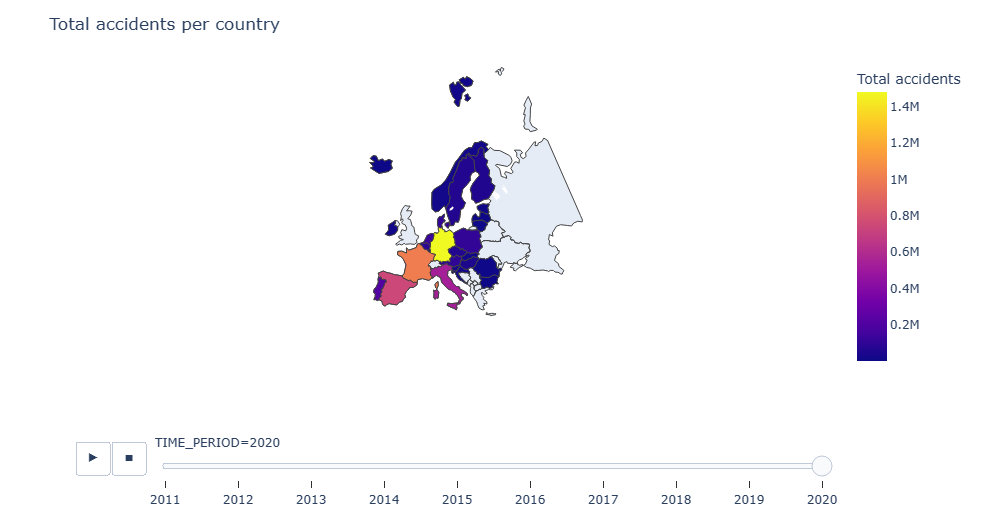 Total accidents per country
Total accidents
1.4M
1.2M
1M
0.8M
0.6M
0.4M
0.2M
TIME_PERIOD=2020
2011 2012 2013 2014 2015 2016 2017 2018 2019 2020